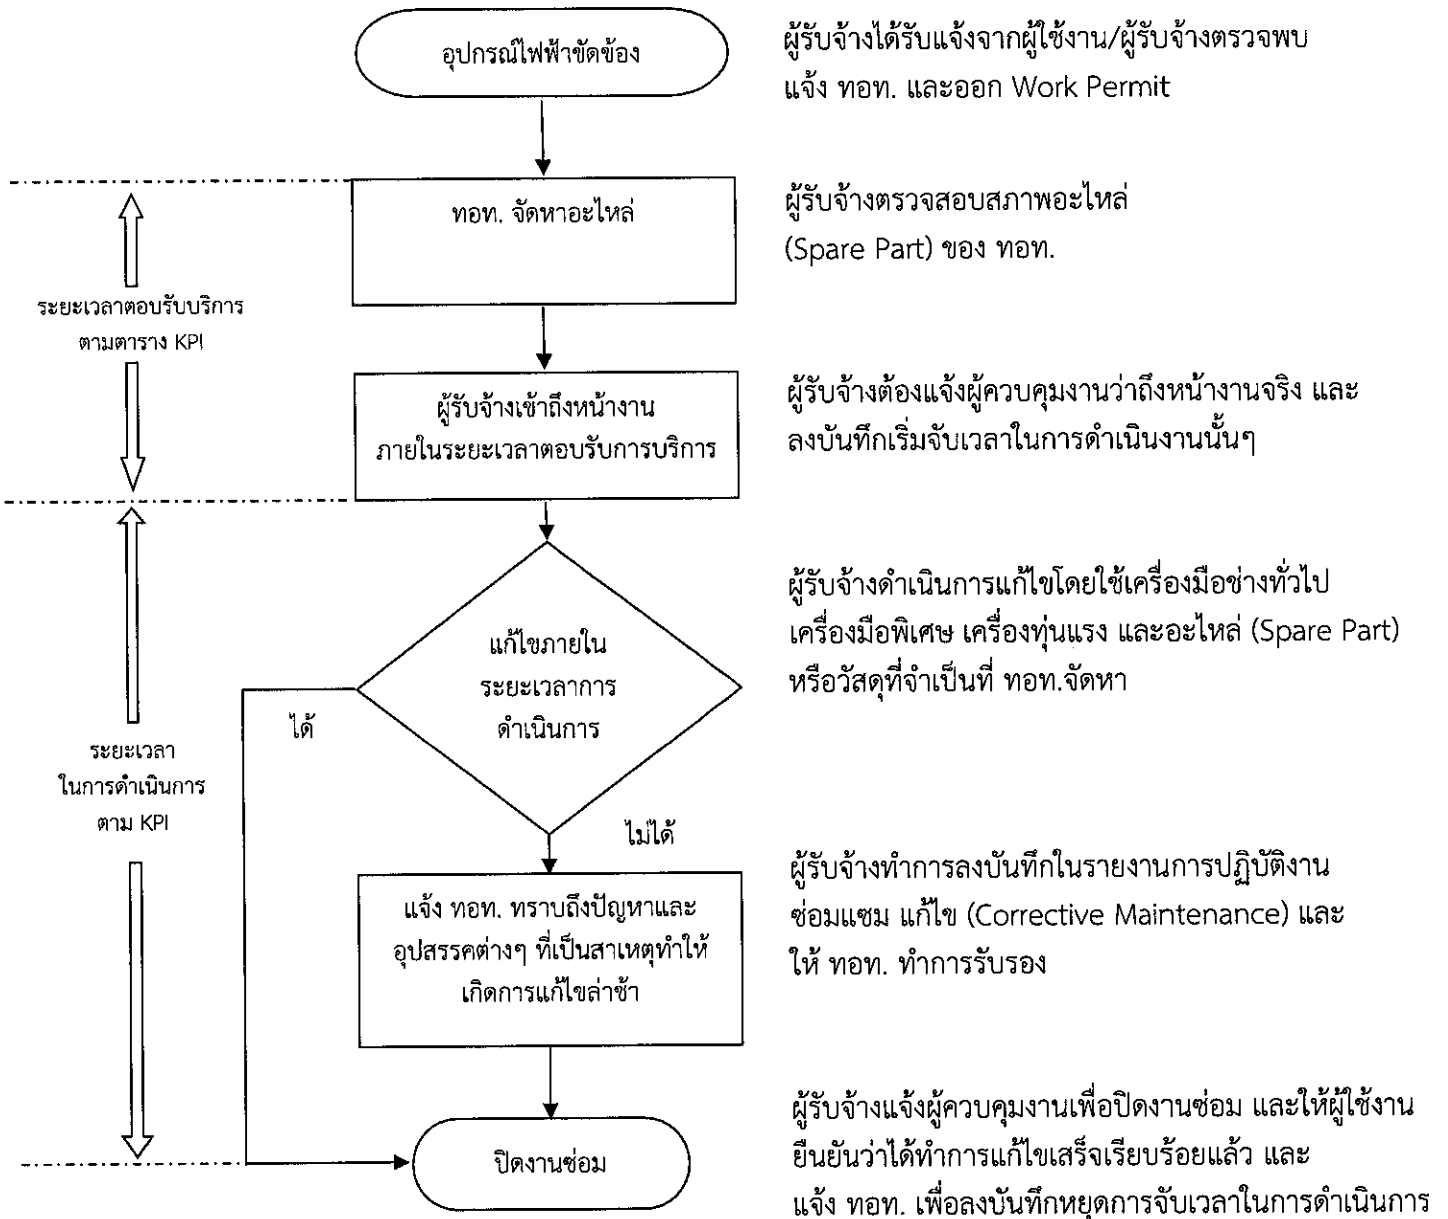 อุปกรณ์ไฟฟ้าขัดข้อง
ผู้รับจ้างได้รับแจ้งจากผู้ใช้งาน/ผู้รับจ้างตรวจพบ
แจ้ง ทอท. และออก Work Permit
ทอท. จัดหาอะไหล่
ผู้รับจ้างตรวจสอบสภาพอะไหล่
(Spare Part) ของ ทอท.
ระยะเวลาตอบรับบริการ
ตามตาราง KPI
ผู้รับจ้างเข้าถึงหน้างาน
ภายในระยะเวลาตอบรับการบริการ
ผู้รับจ้างต้องแจ้งผู้ควบคุมงานว่าถึงหน้างานจริง และ
ลงบันทึกเริ่มจับเวลาในการดำเนินงานนั้นๆ
แก้ไขภายใน
ระยะเวลาการ
ดำเนินการ
ผู้รับจ้างดำเนินการแก้ไขโดยใช้เครื่องมือช่างทั่วไป
เครื่องมือพิเศษ เครื่องทุ่นแรง และอะไหล่ (Spare Part)
หรือวัสดุที่จำเป็นที่ ทอท.จัดหา
ได้
ระยะเวลา
ในการดำเนินการ
ตาม KPI
ไม่ได้
แจ้ง ทอท. ทราบถึงปัญหาและ
อุปสรรคต่างๆ ที่เป็นสาเหตุทำให้
เกิดการแก้ไขล่าช้า
ผู้รับจ้างทำการลงบันทึกในรายงานการปฏิบัติงาน
ซ่อมแซม แก้ไข (Corrective Maintenance) และ
ให้ ทอท. ทำการรับรอง
ปิดงานซ่อม
ผู้รับจ้างแจ้งผู้ควบคุมงานเพื่อปิดงานซ่อม และให้ผู้ใช้งาน
ยืนยันว่าได้ทำการแก้ไขเสร็จเรียบร้อยแล้ว และ
แจ้ง ทอท. เพื่อลงบันทึกหยุดการจับเวลาในการดำเนินการ